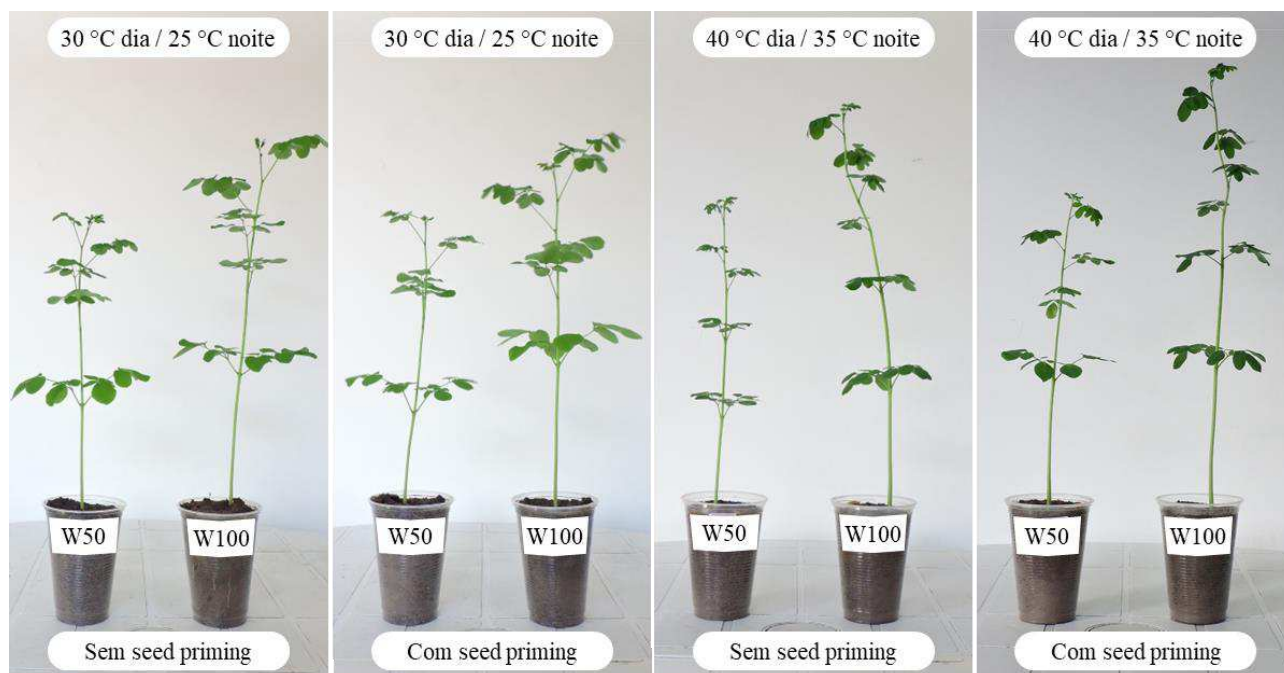 30 °C dia / 25 °C noite
30 °C dia / 25 °C noite
40 °C dia / 35 °C noite
40 °C dia / 35 °C noite
W50
W100
W50
W100
W50
W100
W50
W100
Sem seed priming
Com seed priming
Sem seed priming
Com seed priming